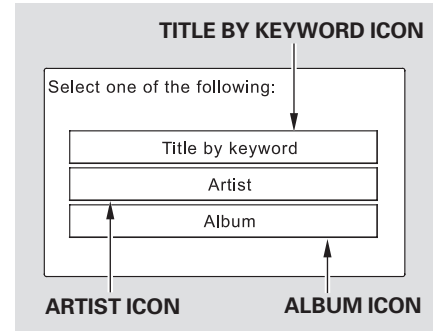 TITLE BY KEYWORD ICON
Select one of the following:
Title by keyword
Artist
Album
ARTIST ICON
ALBUM ICON